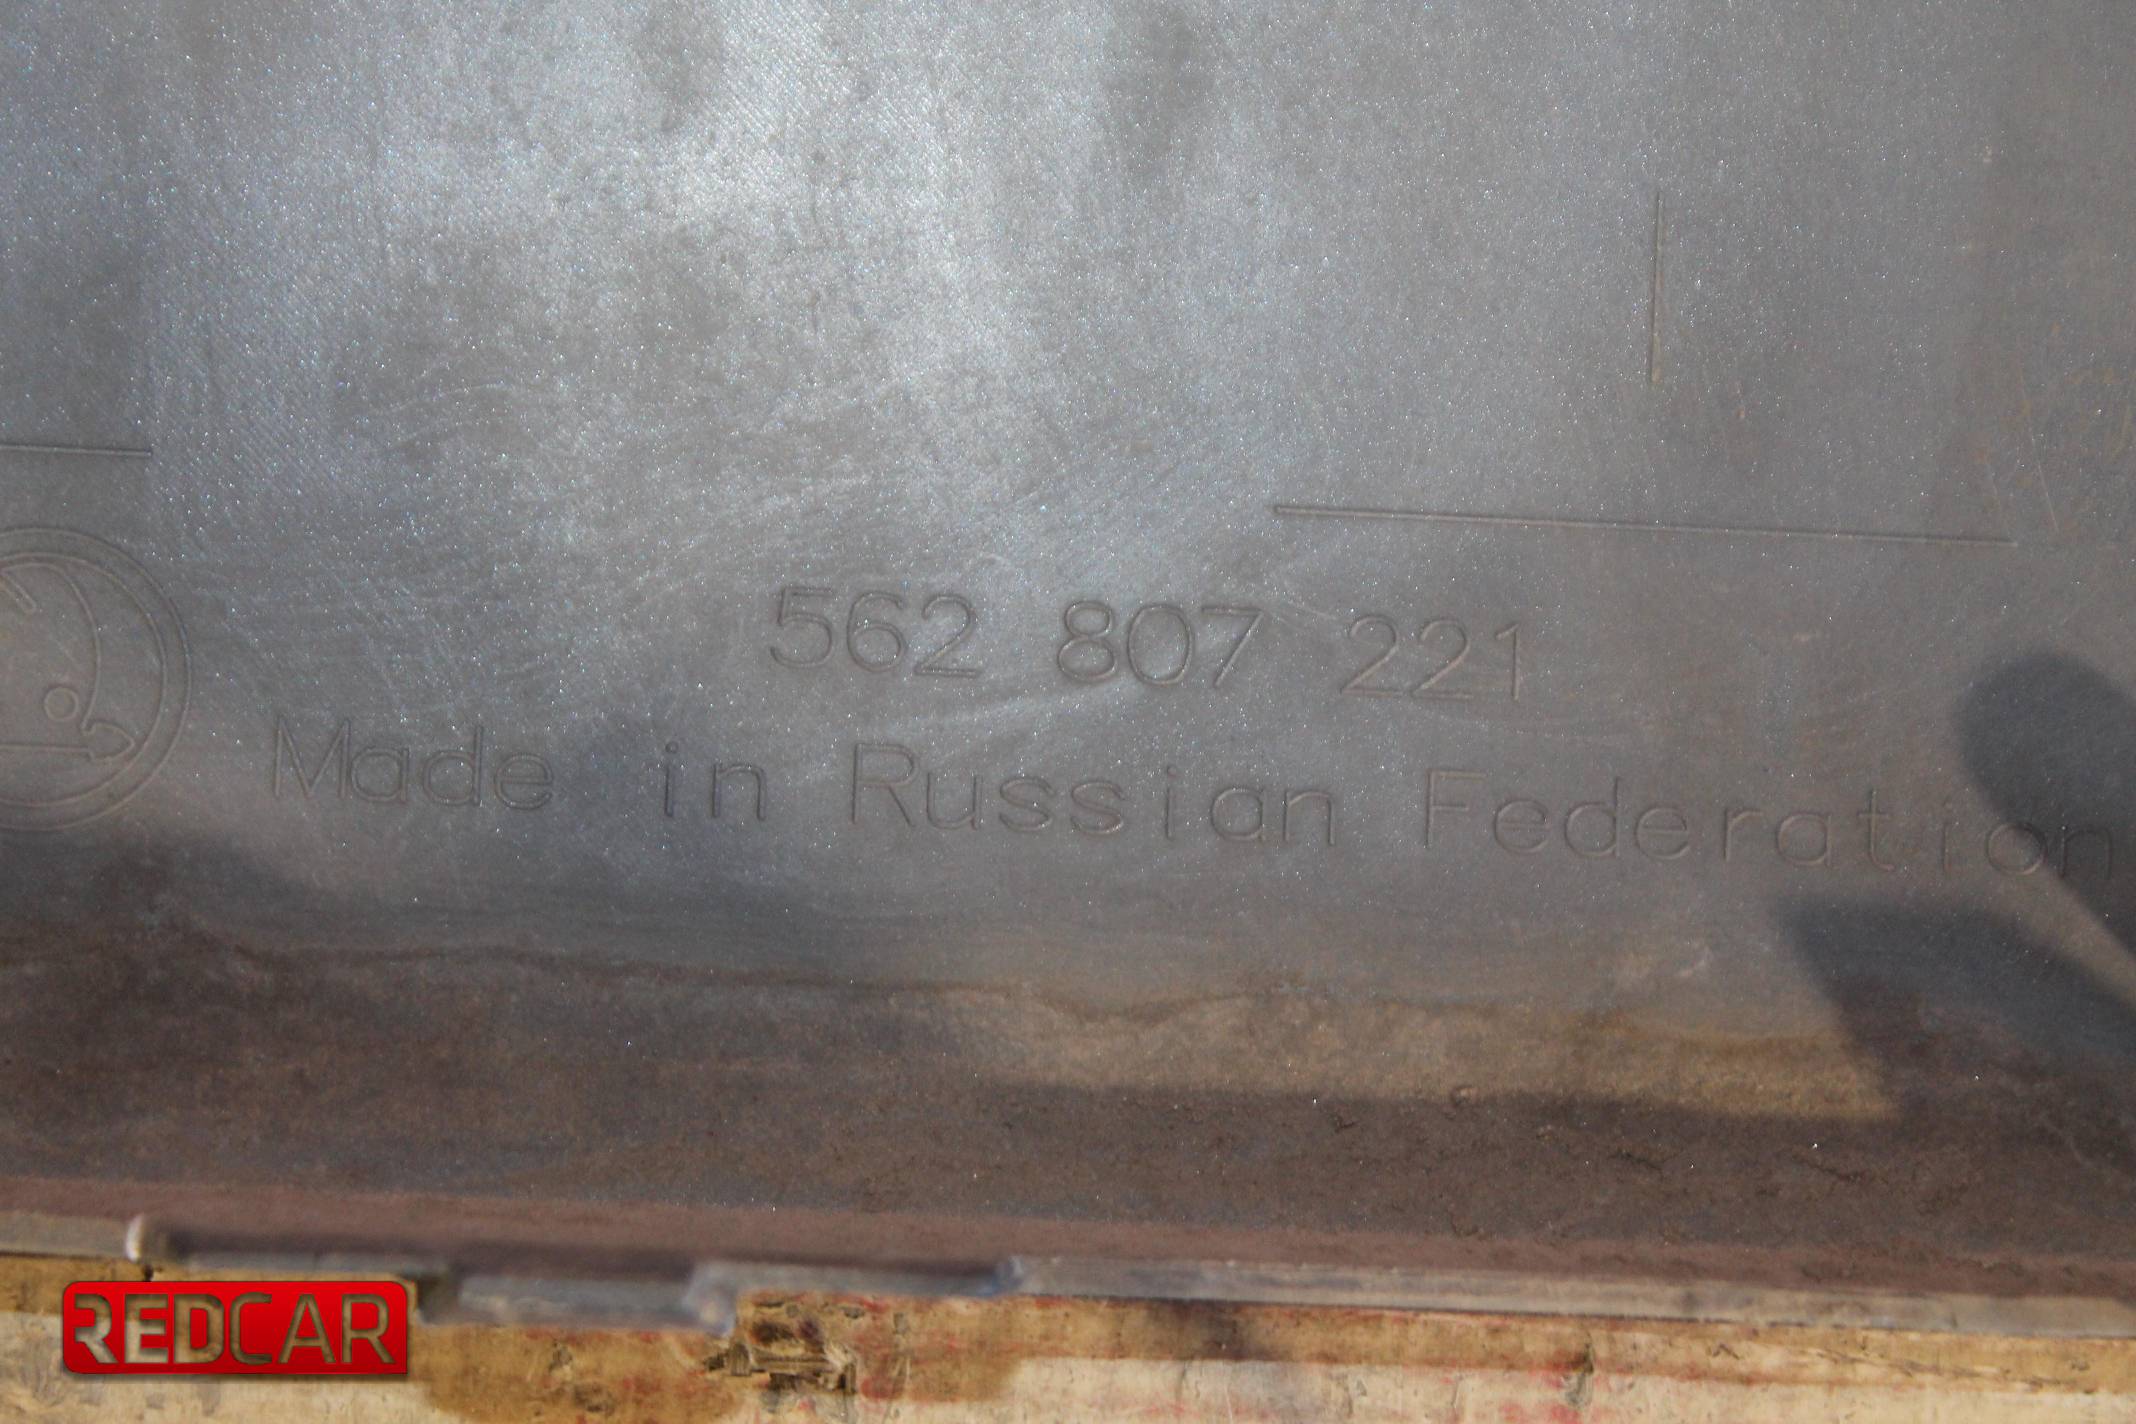 562 807 221
Made in Russian Federation
REDCAR